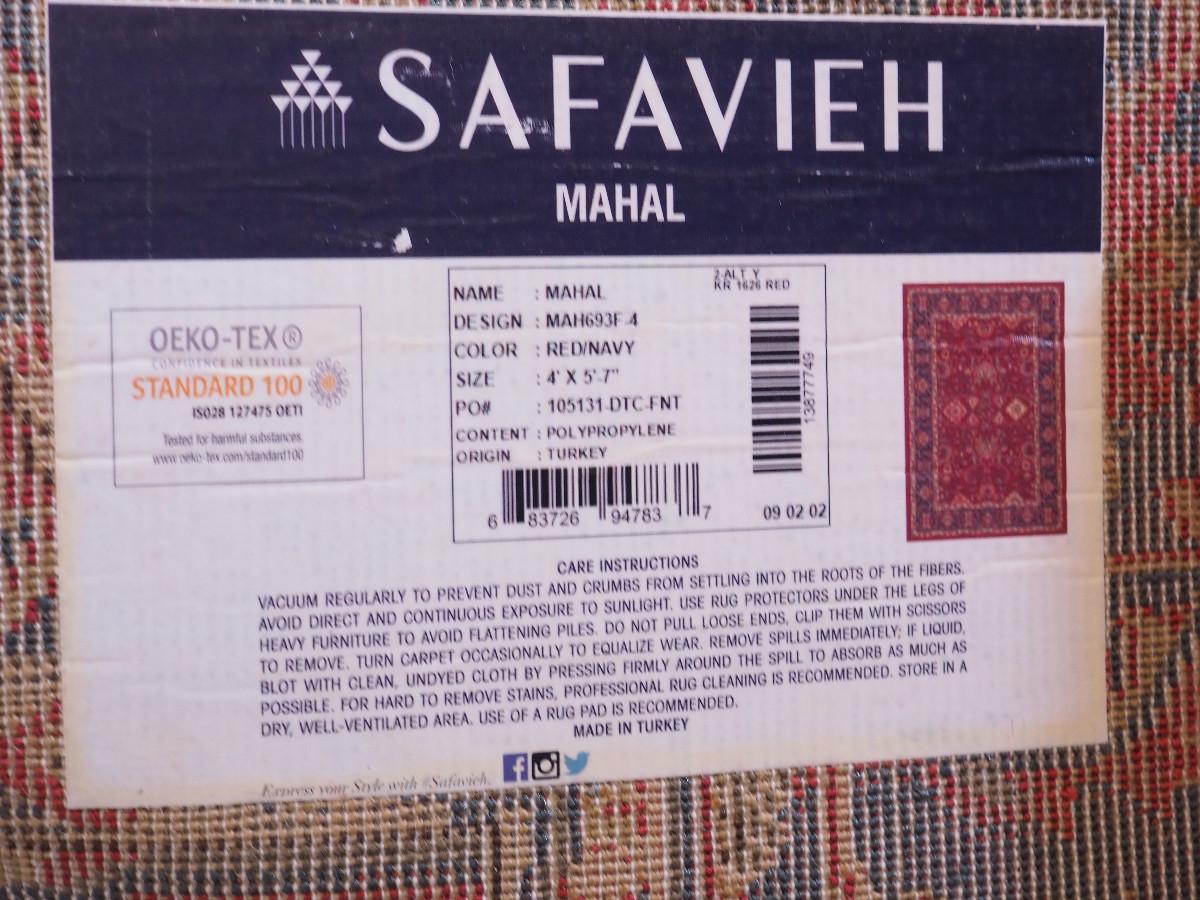 SAFAVIEH
MAHAL
OEKO-TEX®
CONFIDENCE IN TEXTILES
STANDARD 100
IS028 127475 OETI
Tested for harmful substances.
www.oeko-tex.com/standard100
2-ALT Y
KR 1626 RED
NAME : MAHAL
DESIGN : MAH693F-4
COLOR : RED/NAVY
SIZE : 4' X 5'-7"
PO# : 105131-DTC-FNT
CONTENT : POLYPROPYLENE
ORIGIN : TURKEY
13877749
6 83726 94783 7
09 02 02
CARE INSTRUCTIONS
VACUUM REGULARLY TO PREVENT DUST AND CRUMBS FROM SETTLING INTO THE ROOTS OF THE FIBERS.
AVOID DIRECT AND CONTINUOUS EXPOSURE TO SUNLIGHT. USE RUG PROTECTORS UNDER THE LEGS OF
HEAVY FURNITURE TO AVOID FLATTENING PILES. DO NOT PULL LOOSE ENDS, CLIP THEM WITH SCISSORS
TO REMOVE. TURN CARPET OCCASIONALLY TO EQUALIZE WEAR. REMOVE SPILLS IMMEDIATELY; IF LIQUID,
BLOT WITH CLEAN, UNDYED CLOTH BY PRESSING FIRMLY AROUND THE SPILL TO ABSORB AS MUCH AS
POSSIBLE. FOR HARD TO REMOVE STAINS, PROFESSIONAL RUG CLEANING IS RECOMMENDED. STORE IN A
DRY, WELL-VENTILATED AREA. USE OF A RUG PAD IS RECOMMENDED.
MADE IN TURKEY
Express your Style with #Safavieh.